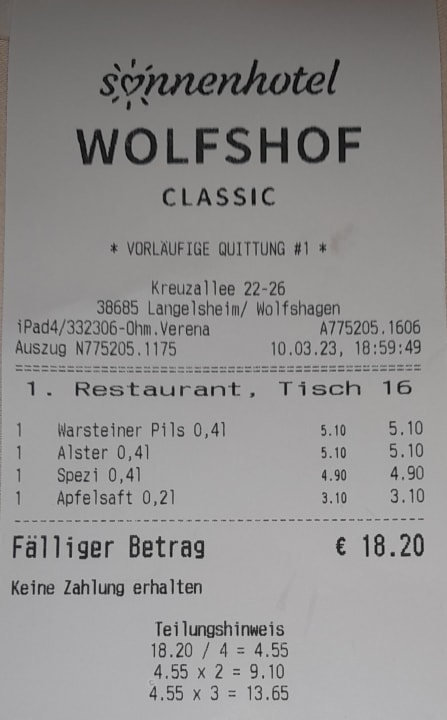 sonnenhotel
WOLFSHOF
CLASSIC
* VORLÄUFIGE QUITTUNG #1 *
Kreuzallee 22-26
38685 Langelsheim/ Wolfshagen
iPad4/332306-Ohm.Verena A775205.1606
Auszug N775205.1175 10.03.23, 18:59:49
1. Restaurant, Tisch 16
1 Warsteiner Pils 0,4l 5.10 5.10
1 Alster 0,4l 5.10 5.10
1 Spezi 0,4l 4.90 4.90
1 Apfelsaft 0,2l 3.10 3.10
Fälliger Betrag € 18.20
Keine Zahlung erhalten
Teilungshinweis
18.20 / 4 = 4.55
4.55 x 2 = 9.10
4.55 x 3 = 13.65